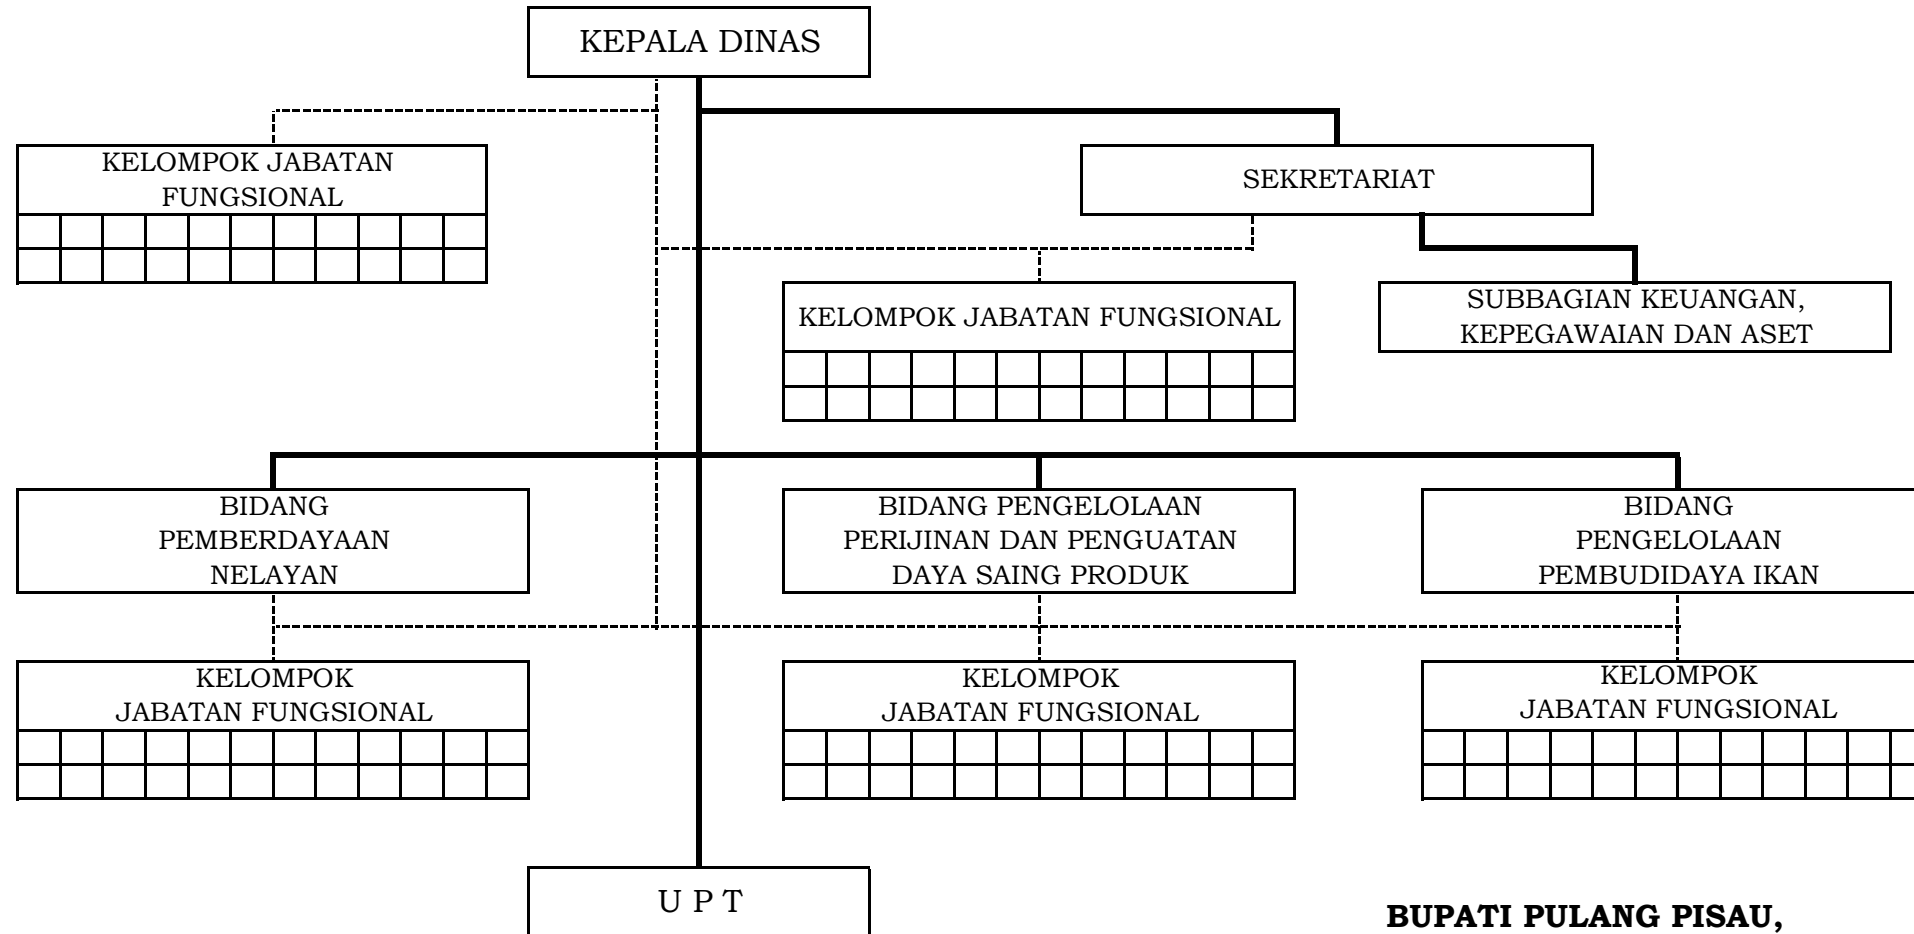 KEPALA DINAS
KELOMPOK JABATAN
FUNGSIONAL
SEKRETARIAT
KELOMPOK JABATAN FUNGSIONAL
SUBBAGIAN KEUANGAN,
KEPEGAWAIAN DAN ASET
BIDANG
PEMBERDAYAAN
NELAYAN
BIDANG PENGELOLAAN
PERIJINAN DAN PENGUATAN
DAYA SAING PRODUK
BIDANG
PENGELOLAAN
PEMBUDIDAYA IKAN
KELOMPOK
JABATAN FUNGSIONAL
KELOMPOK
JABATAN FUNGSIONAL
KELOMPOK
JABATAN FUNGSIONAL
U P T
BUPATI PULANG PISAU,